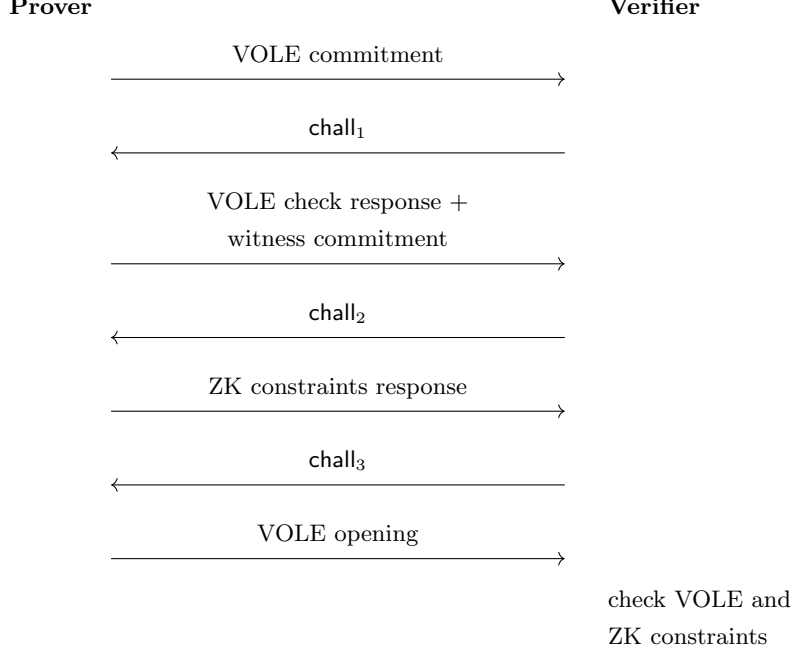 Prover Verifier
VOLE commitment
chall₁
VOLE check response +
witness commitment
chall₂
ZK constraints response
chall₃
VOLE opening
check VOLE and
ZK constraints